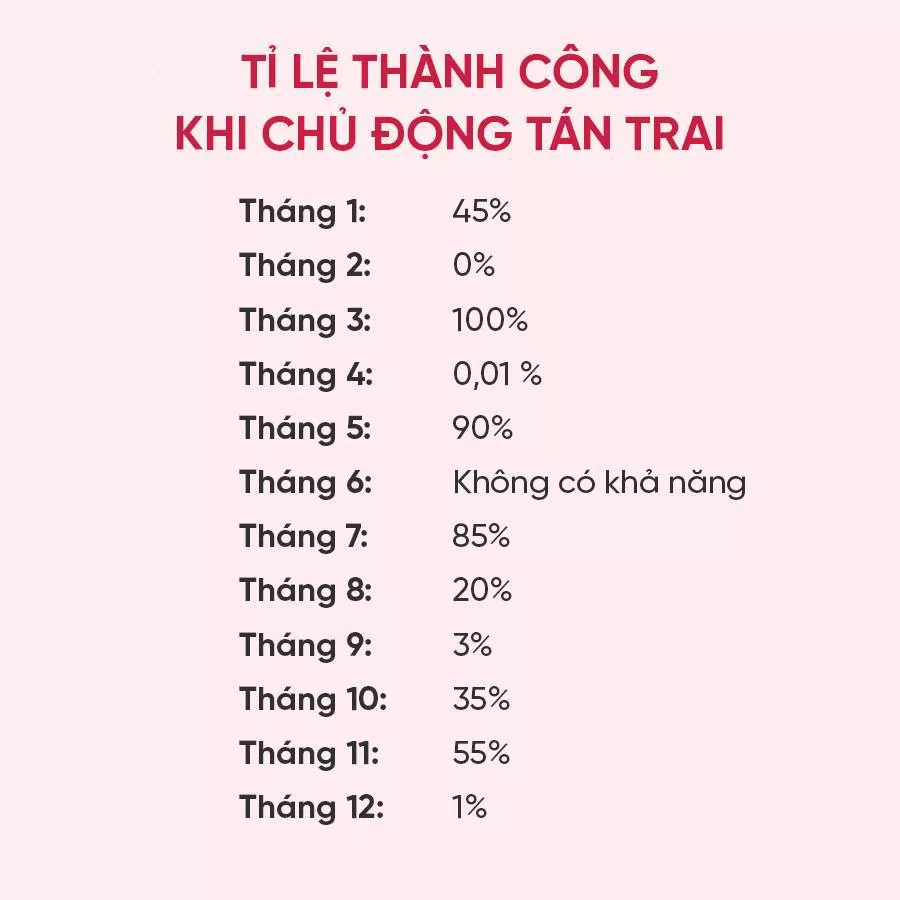 TỈ LỆ THÀNH CÔNG
KHI CHỦ ĐỘNG TÁN TRAI
Tháng 1: 45%
Tháng 2: 0%
Tháng 3: 100%
Tháng 4: 0,01 %
Tháng 5: 90%
Tháng 6: Không có khả năng
Tháng 7: 85%
Tháng 8: 20%
Tháng 9: 3%
Tháng 10: 35%
Tháng 11: 55%
Tháng 12: 1%